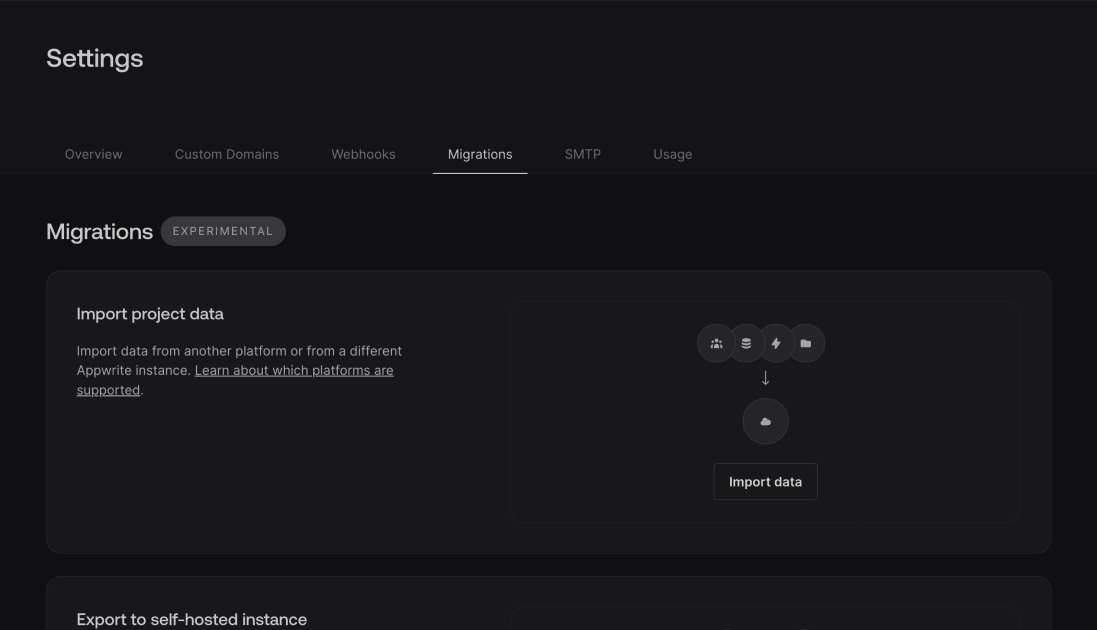 Settings
Overview
Custom Domains
Webhooks
Migrations
SMTP
Usage
Migrations
EXPERIMENTAL
Import project data
Import data from another platform or from a different
Appwrite instance. Learn about which platforms are
supported.
Import data
Export to self-hosted instance